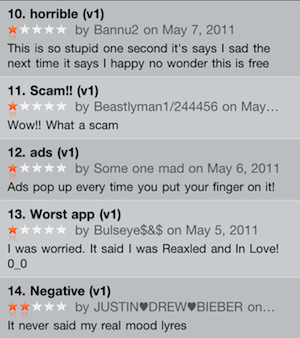 10. horrible (v1)
by Bannu2 on May 7, 2011
This is so stupid one second it's says I sad the
next time it says I happy no wonder this is free
11. Scam!! (v1)
by Beastlyman1/244456 on May...
Wow!! What a scam
12. ads (v1)
by Some one mad on May 6, 2011
Ads pop up every time you put your finger on it!
13. Worst app (v1)
by Bulseye$&$ on May 5, 2011
I was worried. It said I was Reaxled and In Love!
0_0
14. Negative (v1)
by JUSTIN♥DREW♥BIEBER on...
It never said my real mood lyres